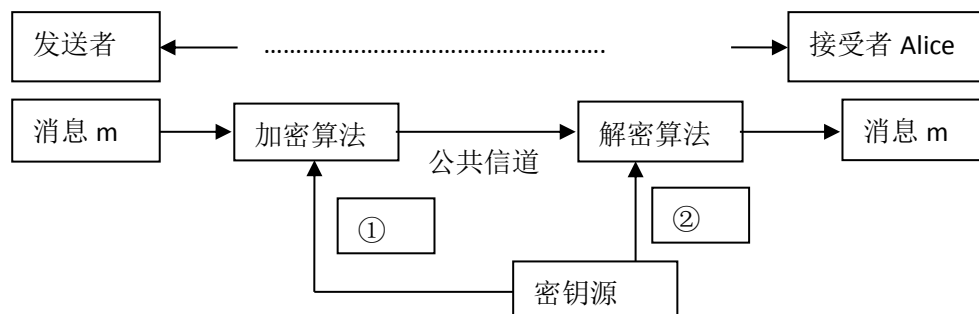 发送者 ……………………………………………… 接受者 Alice
消息 m 加密算法 解密算法 消息 m
公共信道
① ②
密钥源